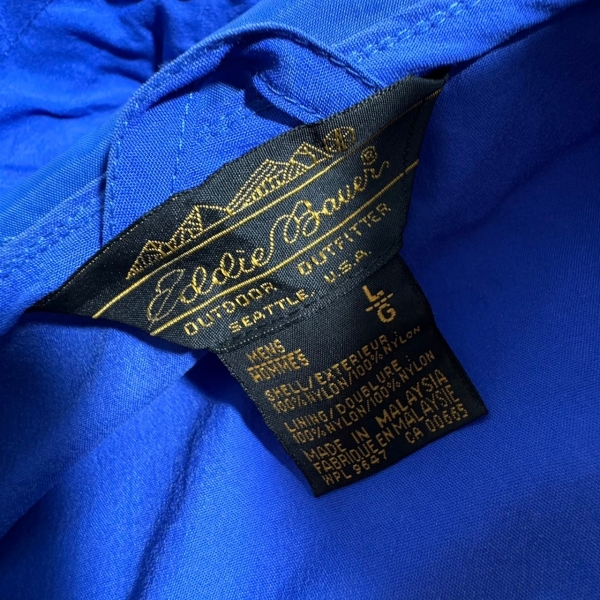 Eddie Bauer®
OUTDOOR OUTFITTER
SEATTLE, U.S.A.
L
G
MENS
HOMMES
SHELL/EXTERIEUR
100% NYLON/100% NYLON
LINING/DOUBLURE:
100% NYLON/100% NYLON
MADE IN MALAYSIA
FABRIQUE EN MALAYSIE
WPL 9647 CA 00665